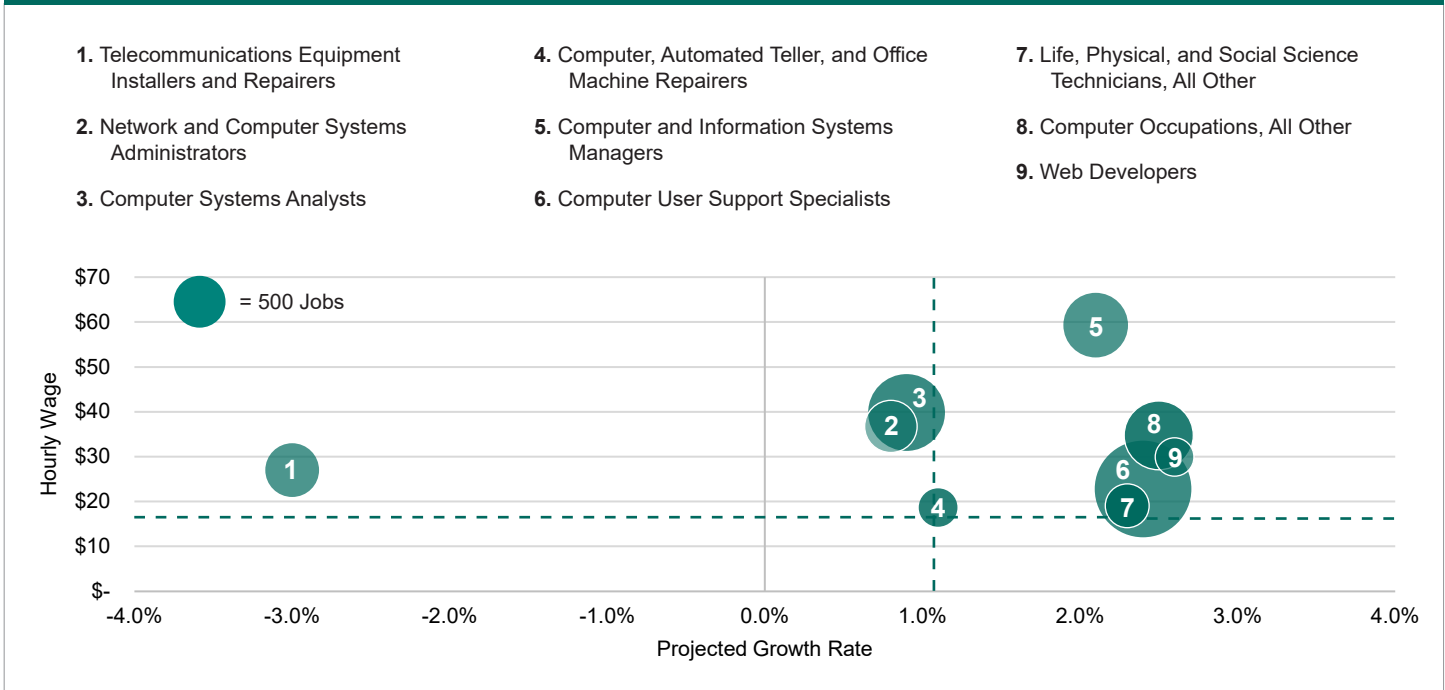 1. Telecommunications Equipment
Installers and Repairers
2. Network and Computer Systems
Administrators
3. Computer Systems Analysts
4. Computer, Automated Teller, and Office
Machine Repairers
5. Computer and Information Systems
Managers
6. Computer User Support Specialists
7. Life, Physical, and Social Science
Technicians, All Other
8. Computer Occupations, All Other
9. Web Developers
$70
$60
$50
$40
$30
$20
$10
$-
Hourly Wage
= 500 Jobs
1
2
3
4
5
6
7
8
9
-4.0%
-3.0%
-2.0%
-1.0%
0.0%
1.0%
2.0%
3.0%
4.0%
Projected Growth Rate